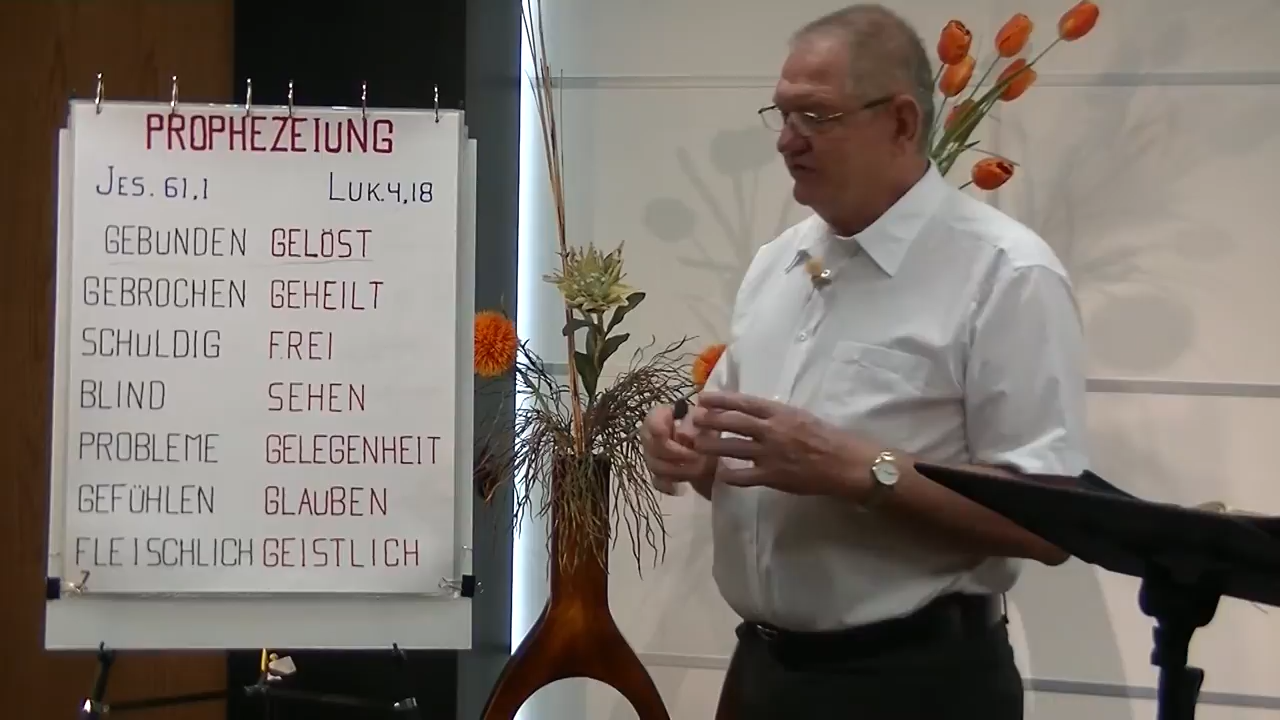 PROPHEZEIUNG
JES. 61,1 LUK.4,18
GEBUNDEN GELÖST
GEBROCHEN GEHEILT
SCHULDIG FREI
BLIND SEHEN
PROBLEME GELEGENHEIT
GEFÜHLEN GLAUBEN
FLEISCHLICH GEISTLICH
7